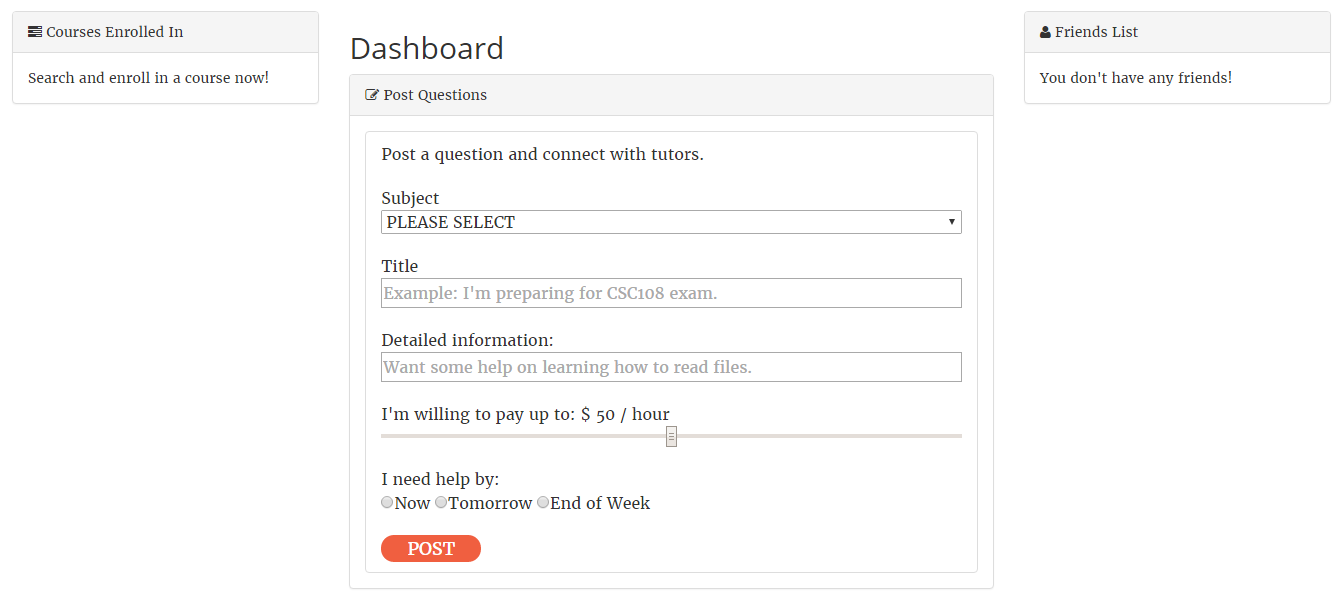 Courses Enrolled In
Search and enroll in a course now!
Dashboard
Post Questions
Post a question and connect with tutors.
Subject
PLEASE SELECT
Title
Example: I'm preparing for CSC108 exam.
Detailed information:
Want some help on learning how to read files.
I'm willing to pay up to: $ 50 / hour
I need help by:
Now Tomorrow End of Week
POST
Friends List
You don't have any friends!